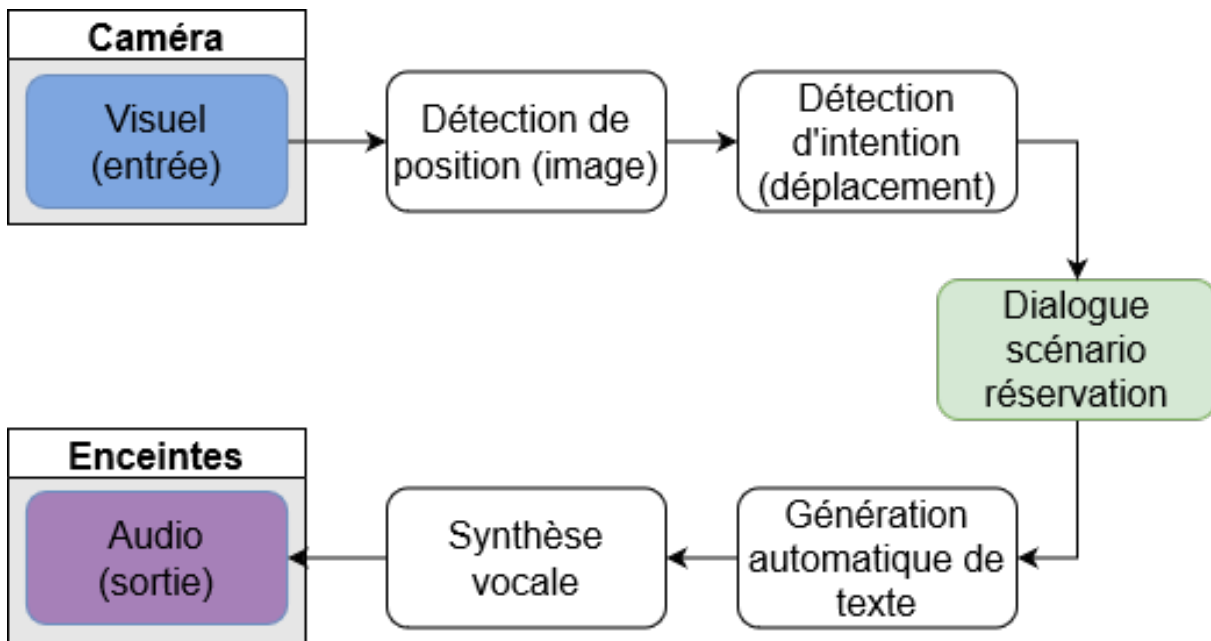 Caméra
Visuel
(entrée)
Détection de
position (image)
Détection
d'intention
(déplacement)
Dialogue
scénario
réservation
Génération
automatique de
texte
Synthèse
vocale
Enceintes
Audio
(sortie)